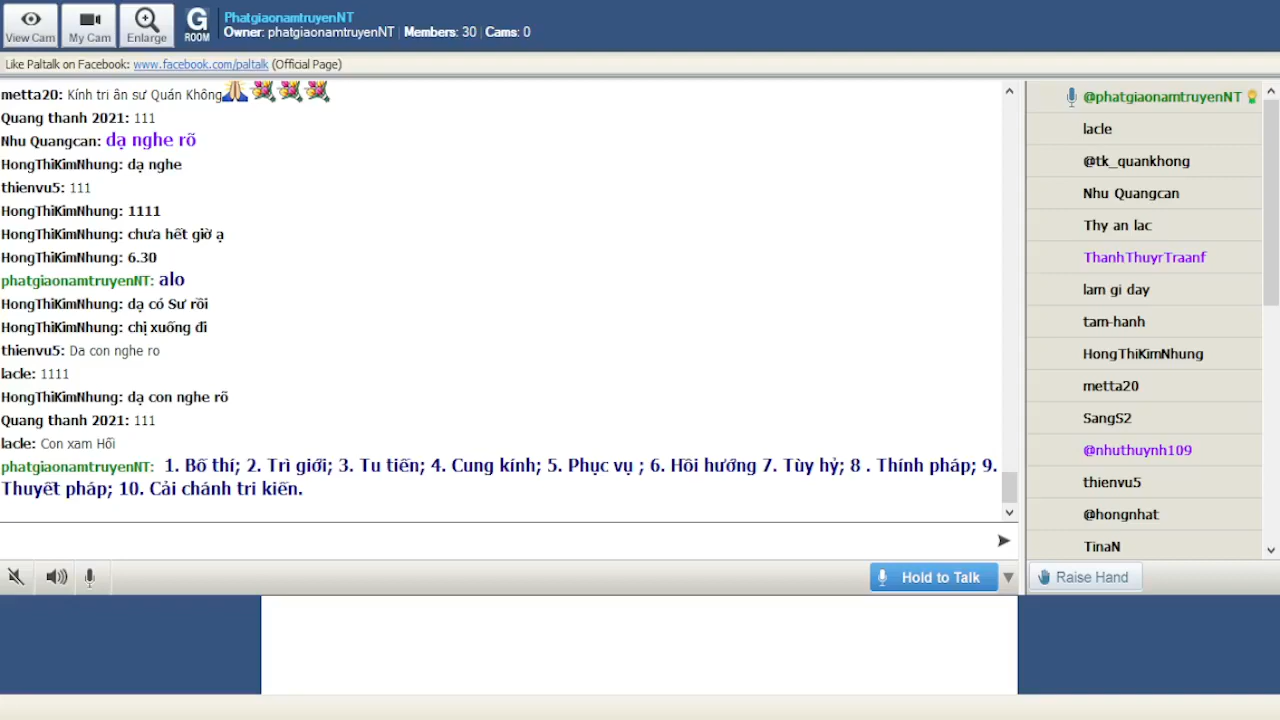 View Cam
My Cam
Enlarge
G
ROOM
PhatgiaonamtruyenNT
Owner: phatgiaonamtruyenNT | Members: 30 | Cams: 0
Like Paltalk on Facebook: www.facebook.com/paltalk (Official Page)
metta20: Kính tri ân sư Quán Không
Quang thanh 2021: 111
Nhu Quangcan: dạ nghe rõ
HongThiKimNhung: dạ nghe
thienvu5: 111
HongThiKimNhung: 1111
HongThiKimNhung: chưa hết giờ ạ
HongThiKimNhung: 6.30
phatgiaonamtruyenNT: alo
HongThiKimNhung: dạ có Sư rồi
HongThiKimNhung: chị xuống đi
thienvu5: Da con nghe ro
lacle: 1111
HongThiKimNhung: dạ con nghe rõ
Quang thanh 2021: 111
lacle: Con xam Hối
phatgiaonamtruyenNT: 1. Bố thí; 2. Trì giới; 3. Tu tiến; 4. Cung kính; 5. Phục vụ ; 6. Hồi hướng 7. Tùy hỷ; 8 . Thính pháp; 9.
Thuyết pháp; 10. Cải chánh tri kiến.
@phatgiaonamtruyenNT
lacle
@tk_quankhong
Nhu Quangcan
Thy an lac
ThanhThuyrTraanf
lam gi day
tam-hanh
HongThiKimNhung
metta20
SangS2
@nhuthuynh109
thienvu5
@hongnhat
TinaN
Hold to Talk
Raise Hand